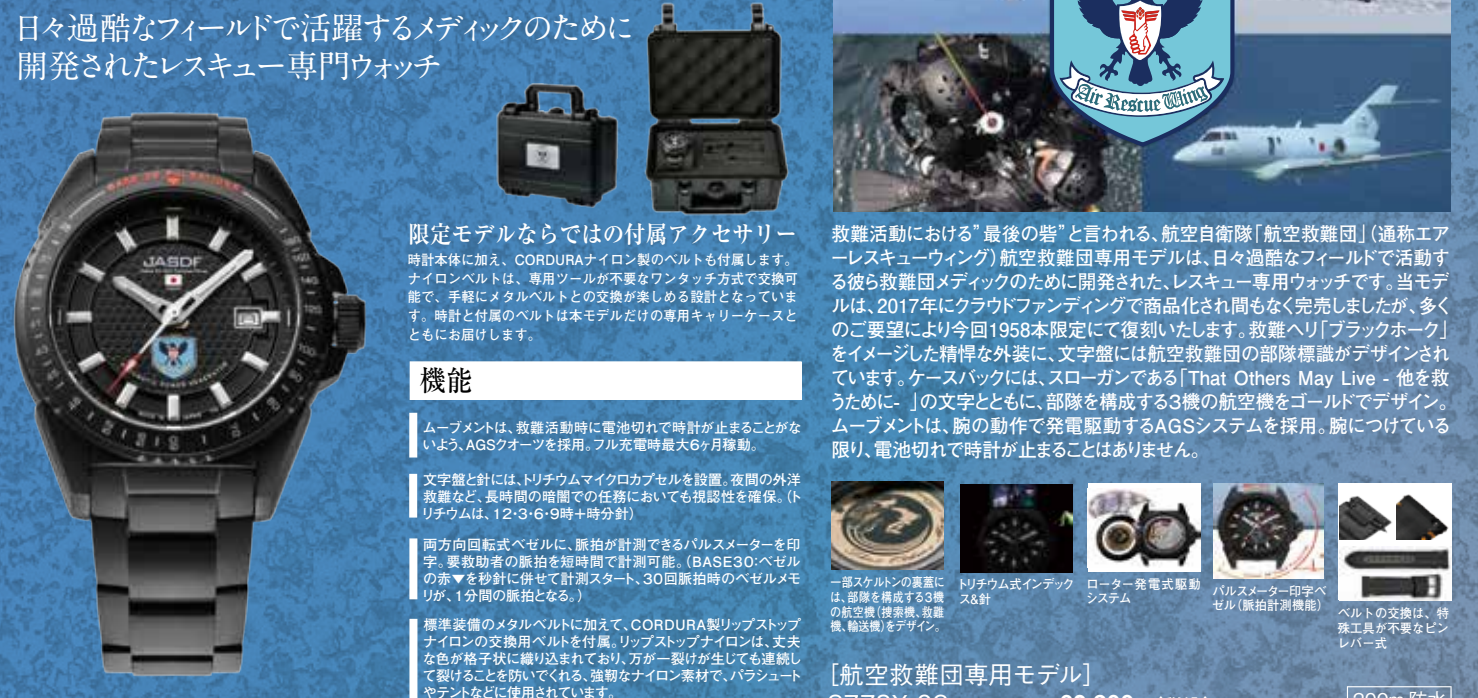 日々過酷なフィールドで活躍するメディックのために
開発されたレスキュー専門ウォッチ
JASDF
限定モデルならではの付属アクセサリー
時計本体に加え、CORDURAナイロン製のベルトも付属します。
ナイロンベルトは、専用ツールが不要なワンタッチ方式で交換可
能で、手軽にメタルベルトとの交換が楽しめる設計となっていま
す。時計と付属のベルトは本モデルだけの専用キャリーケースと
ともにお届けします。
機能
ムーブメントは、救難活動時に電池切れで時計が止まることがな
いよう、AGSクオーツを採用。フル充電時最大6ヶ月稼動。
文字盤と針には、トリチウムマイクロカプセルを設置。夜間の外洋
救難など、長時間の暗闇での任務においても視認性を確保。(ト
リチウムは、12・3・6・9時+時分針)
両方向回転式ベゼルに、脈拍が計測できるパルスメーターを印
字。要救助者の脈拍を短時間で計測可能。(BASE30:ベゼル
の赤▼を秒針に併せて計測スタート、30回脈拍時のベゼルメモ
リが、1分間の脈拍となる。)
標準装備のメタルベルトに加えて、CORDURA製リップストップ
ナイロンの交換用ベルトを付属。リップストップナイロンは、丈夫
な色が格子状に織り込まれており、万が一裂けが生じても連続し
て裂けることを防いでくれる、強靭なナイロン素材で、パラシュート
やテントなどに使用されています。
Air Rescue Wing
救難活動における"最後の砦"と言われる、航空自衛隊「航空救難団」(通称エア
ーレスキューウィング)航空救難団専用モデルは、日々過酷なフィールドで活動す
る彼ら救難団メディックのために開発された、レスキュー専用ウォッチです。当モデ
ルは、2017年にクラウドファンディングで商品化され間もなく完売しましたが、多く
のご要望により今回1958本限定にて復刻いたします。救難ヘリ「ブラックホーク」
をイメージした精悍な外装に、文字盤には航空救難団の部隊標識がデザインされ
ています。ケースバックには、スローガンである「That Others May Live - 他を救
うために- 」の文字とともに、部隊を構成する3機の航空機をゴールドでデザイン。
ムーブメントは、腕の動作で発電駆動するAGSシステムを採用。腕につけている
限り、電池切れで時計が止まることはありません。
一部スケルトンの裏蓋に
は、部隊を構成する3機
の航空機(捜索機、救難
機、輸送機)をデザイン。
トリチウム式インデック
ス&針
ローター発電式駆動
システム
パルスメーター印字ベ
ゼル(脈拍計測機能)
ベルトの交換は、特
殊工具が不要なピン
レバー式
[航空救難団専用モデル]